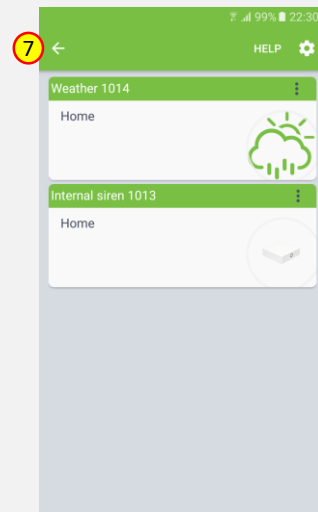 99% 22:30
7
HELP
Weather 1014
Home
Internal siren 1013
Home